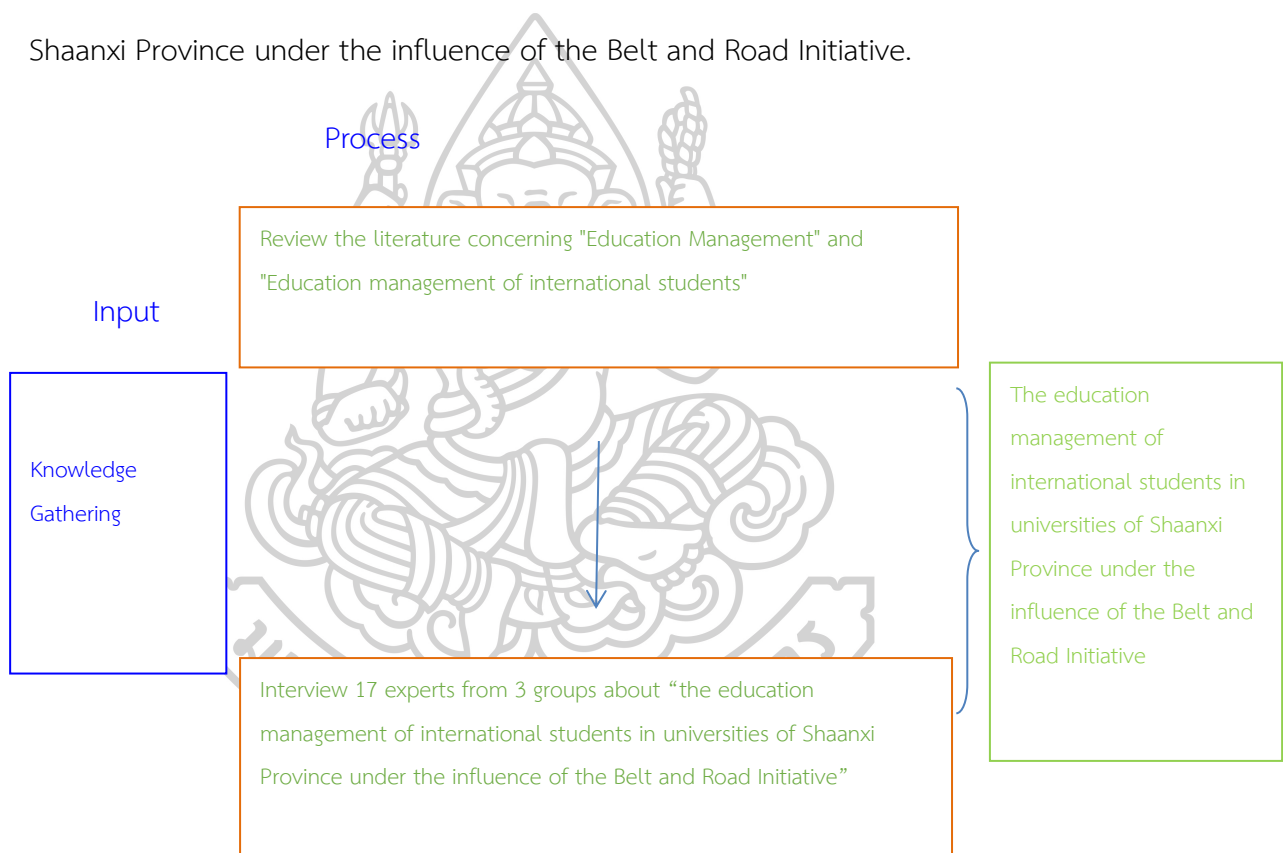 Shaanxi Province under the influence of the Belt and Road Initiative.
Process
Review the literature concerning "Education Management" and
"Education management of international students"
Input
Knowledge
Gathering
The education
management of
international students in
universities of Shaanxi
Province under the
influence of the Belt and
Road Initiative
Interview 17 experts from 3 groups about “the education
management of international students in universities of Shaanxi
Province under the influence of the Belt and Road Initiative”